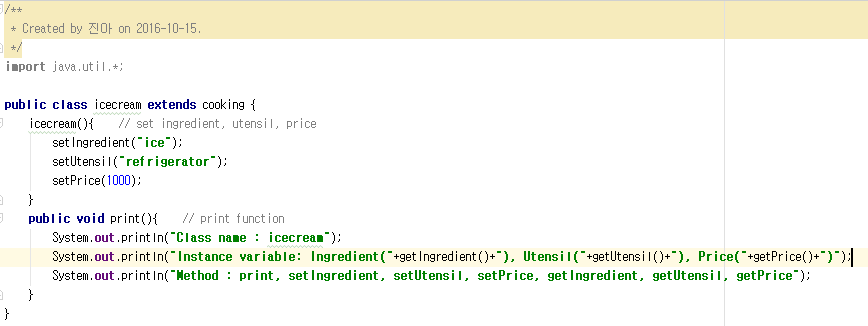 /**
* Created by 진아 on 2016-10-15.
*/
import java.util.*;
public class icecream extends cooking {
icecream(){ // set ingredient, utensil, price
setIngredient("ice");
setUtensil("refrigerator");
setPrice(1000);
}
public void print(){ // print function
System.out.println("Class name : icecream");
System.out.println("Instance variable: Ingredient("+getIngredient()+"), Utensil("+getUtensil()+"), Price("+getPrice()+")");
System.out.println("Method : print, setIngredient, setUtensil, setPrice, getIngredient, getUtensil, getPrice");
}
}